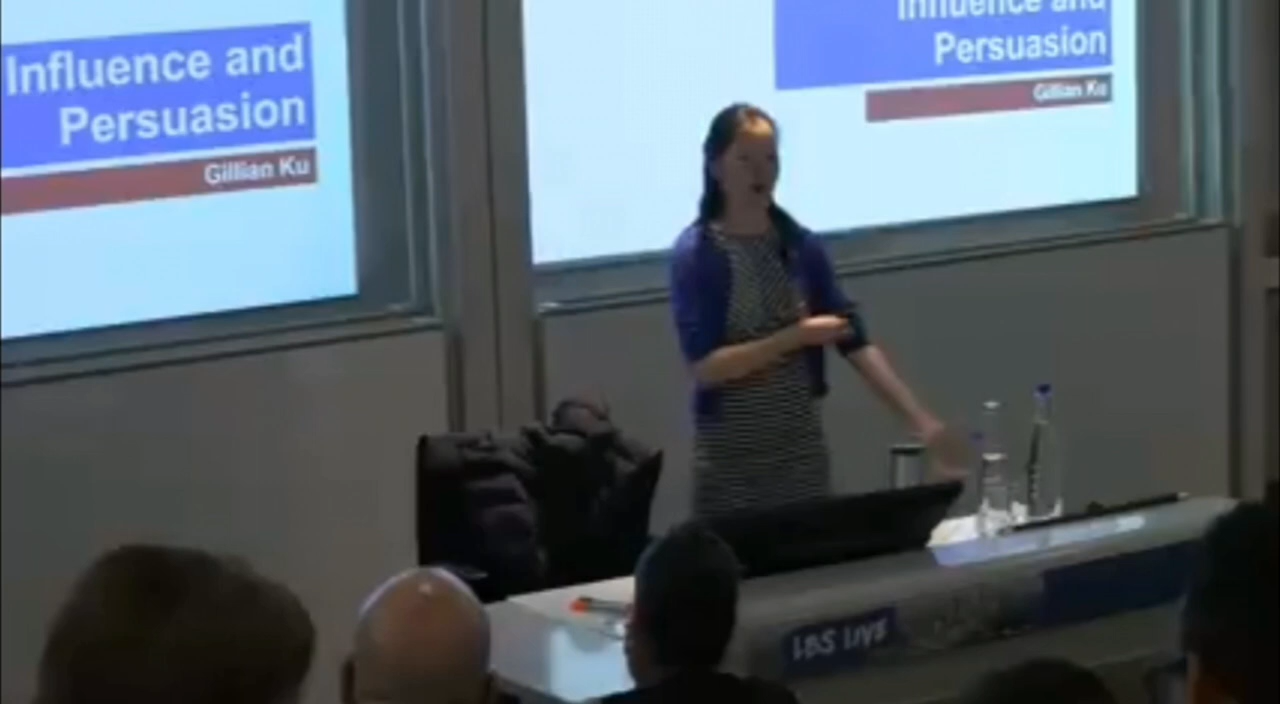 Influence and
Persuasion
Gillian Ku
Influence and
Persuasion
Gillian Ku
LBS LIVE